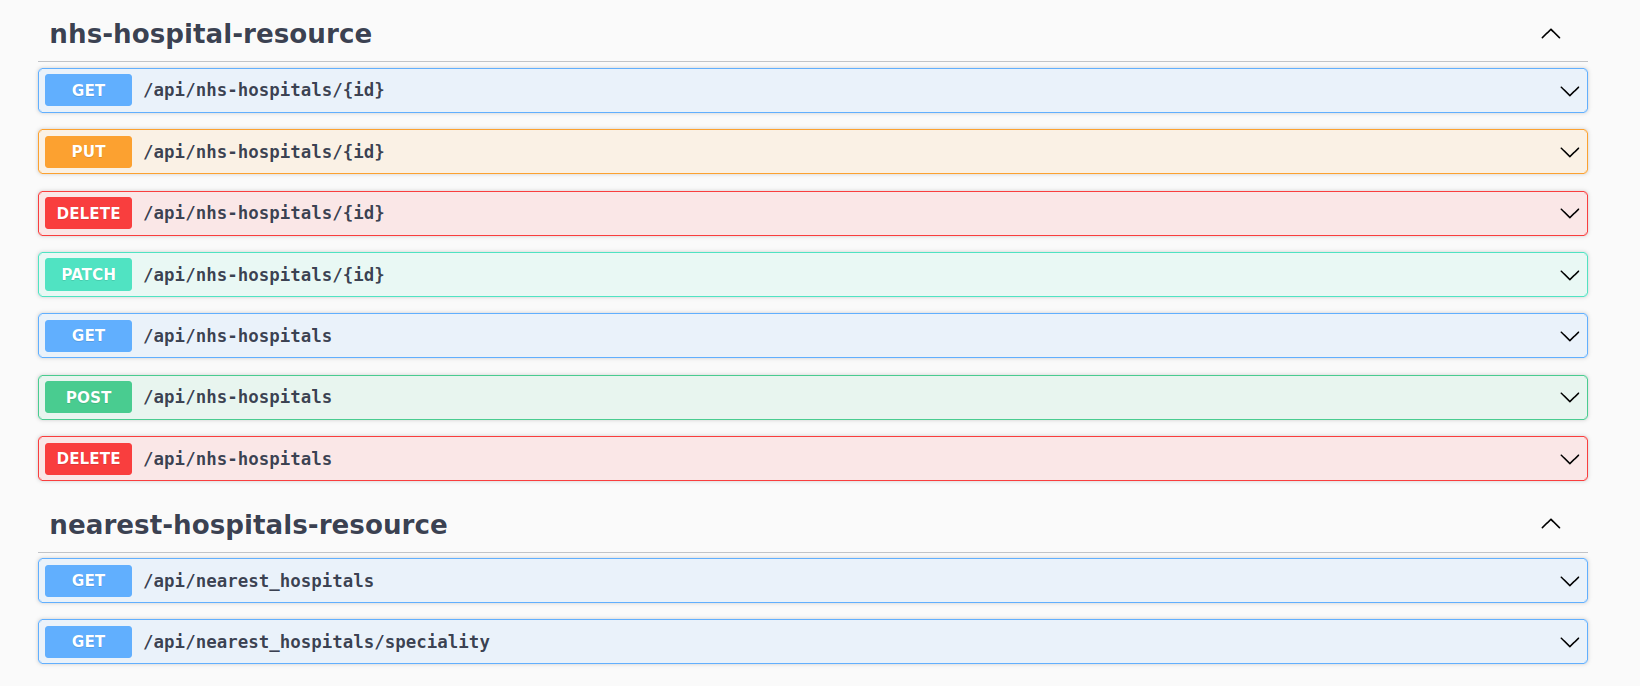 nhs-hospital-resource
GET /api/nhs-hospitals/{id}
PUT /api/nhs-hospitals/{id}
DELETE /api/nhs-hospitals/{id}
PATCH /api/nhs-hospitals/{id}
GET /api/nhs-hospitals
POST /api/nhs-hospitals
DELETE /api/nhs-hospitals
nearest-hospitals-resource
GET /api/nearest_hospitals
GET /api/nearest_hospitals/speciality